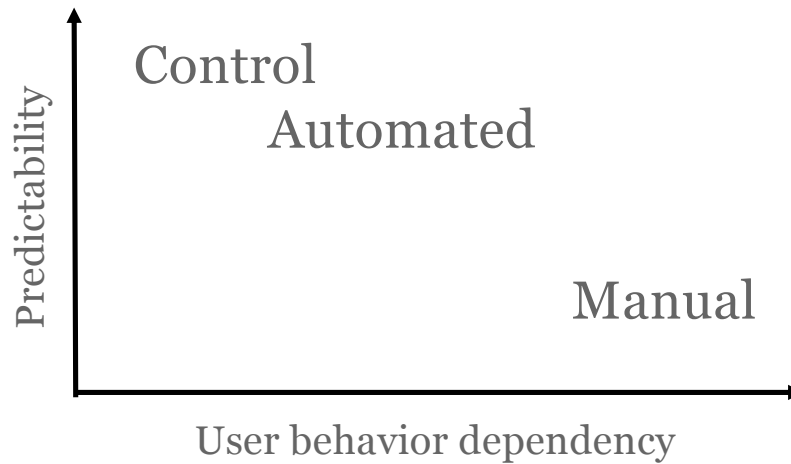 Control
Automated
Predictability
Manual
User behavior dependency